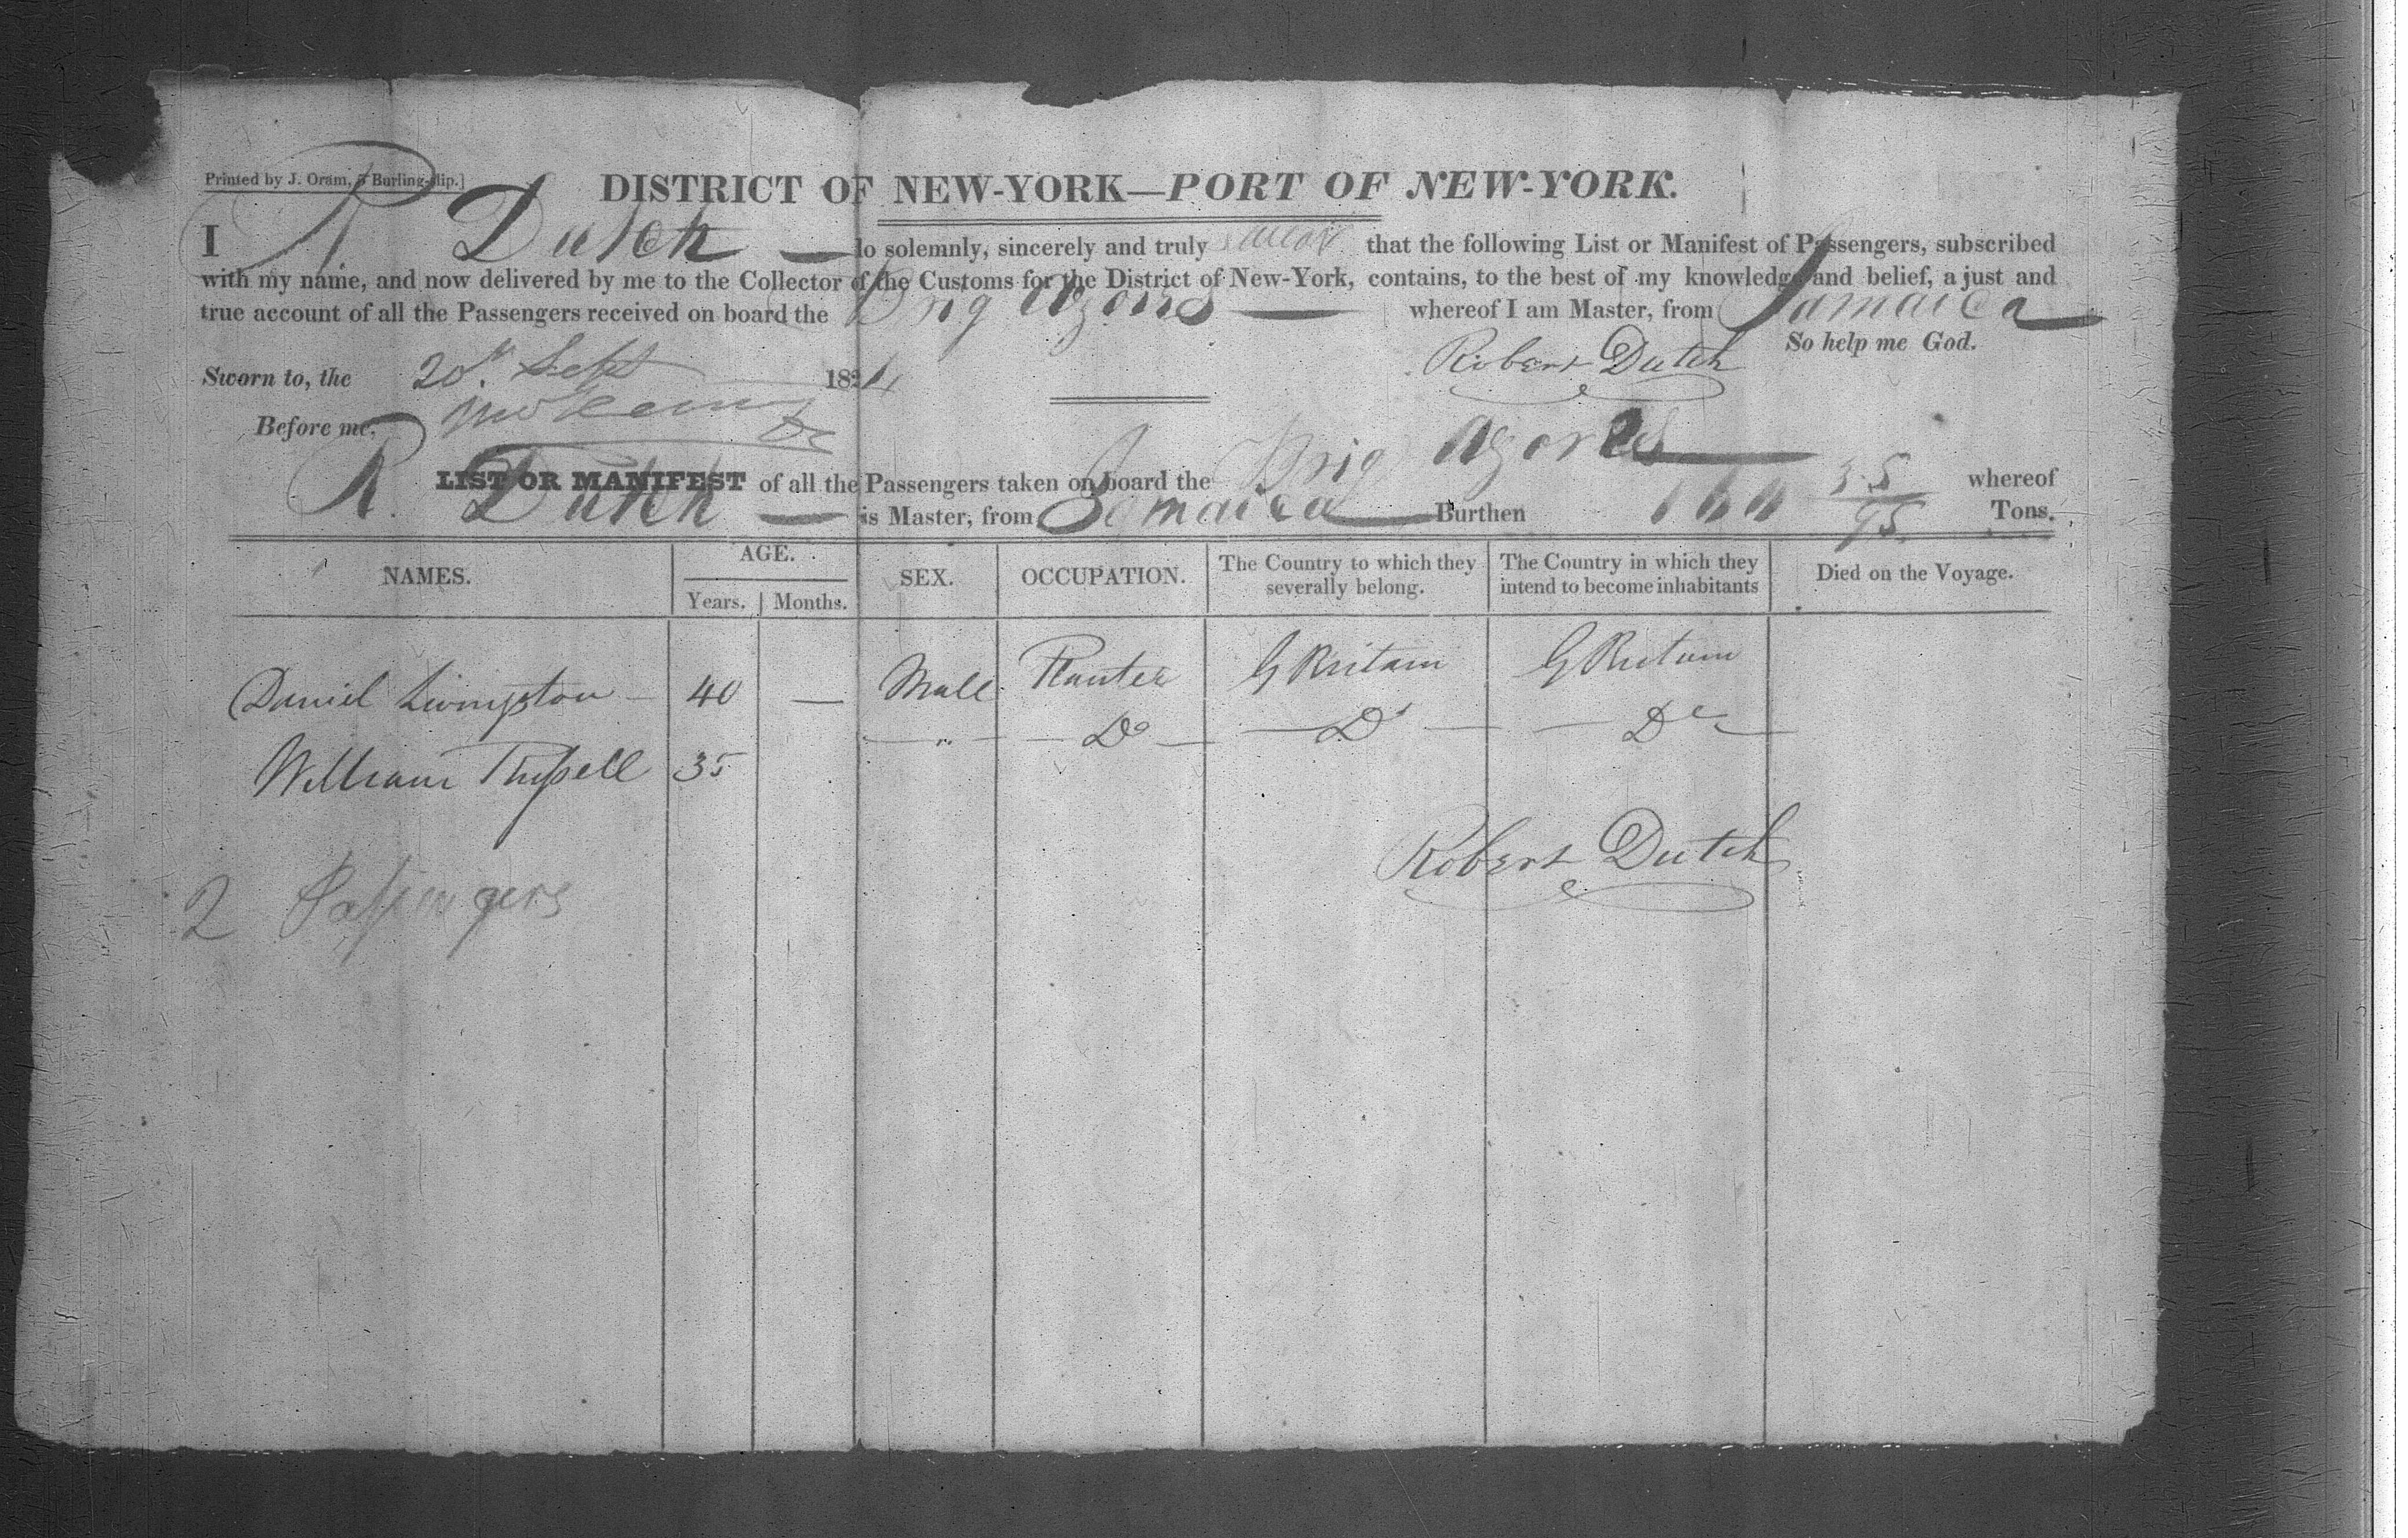 Printed by J. Oram, 5 Burling-slip.]
DISTRICT OF NEW-YORK—PORT OF NEW-YORK.
I R Dutch — do solemnly, sincerely and truly swear that the following List or Manifest of Passengers, subscribed
with my name, and now delivered by me to the Collector of the Customs for the District of New-York, contains, to the best of my knowledge and belief, a just and
true account of all the Passengers received on board the Brig Azores — whereof I am Master, from Jamaica
So help me God.
Sworn to, the 20th Sept 1824 Robert Dutch
Before me,
LIST OR MANIFEST of all the Passengers taken on board the Brig Azores — whereof
R. Dutch — is Master, from Jamaica Burthen 35/95 Tons.
NAMES. AGE. Years. Months. SEX. OCCUPATION. The Country to which they severally belong. The Country in which they intend to become inhabitants Died on the Voyage.
Daniel Livingston — 40 — Male Planter G Britain G Britain
William 35 — " — — Do — — Do — — Do —
Robert Dutch
2 Passengers